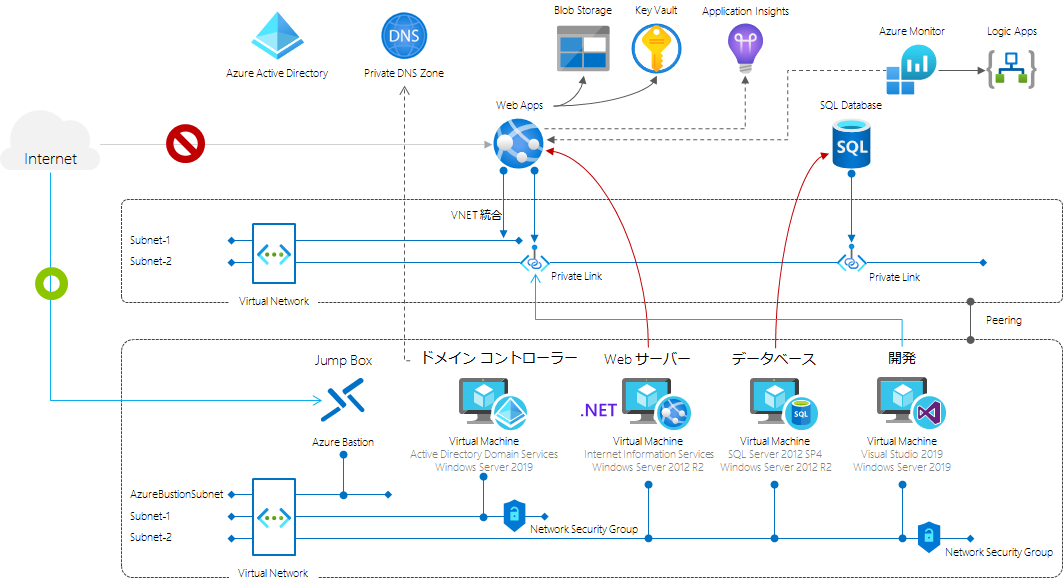 Blob Storage
Key Vault
Application Insights
Azure Monitor
Logic Apps
DNS
Azure Active Directory
Private DNS Zone
Web Apps
SQL Database
SQL
Internet
VNET 統合
Subnet-1
Subnet-2
Private Link
Private Link
Virtual Network
Peering
Jump Box
ドメイン コントローラー
Web サーバー
データベース
開発
.NET
SQL
Azure Bastion
Virtual Machine
Active Directory Domain Services
Windows Server 2019
Virtual Machine
Internet Information Services
Windows Server 2012 R2
Virtual Machine
SQL Server 2012 SP4
Windows Server 2012 R2
Virtual Machine
Visual Studio 2019
Windows Server 2019
AzureBustionSubnet
Subnet-1
Subnet-2
Network Security Group
Network Security Group
Virtual Network